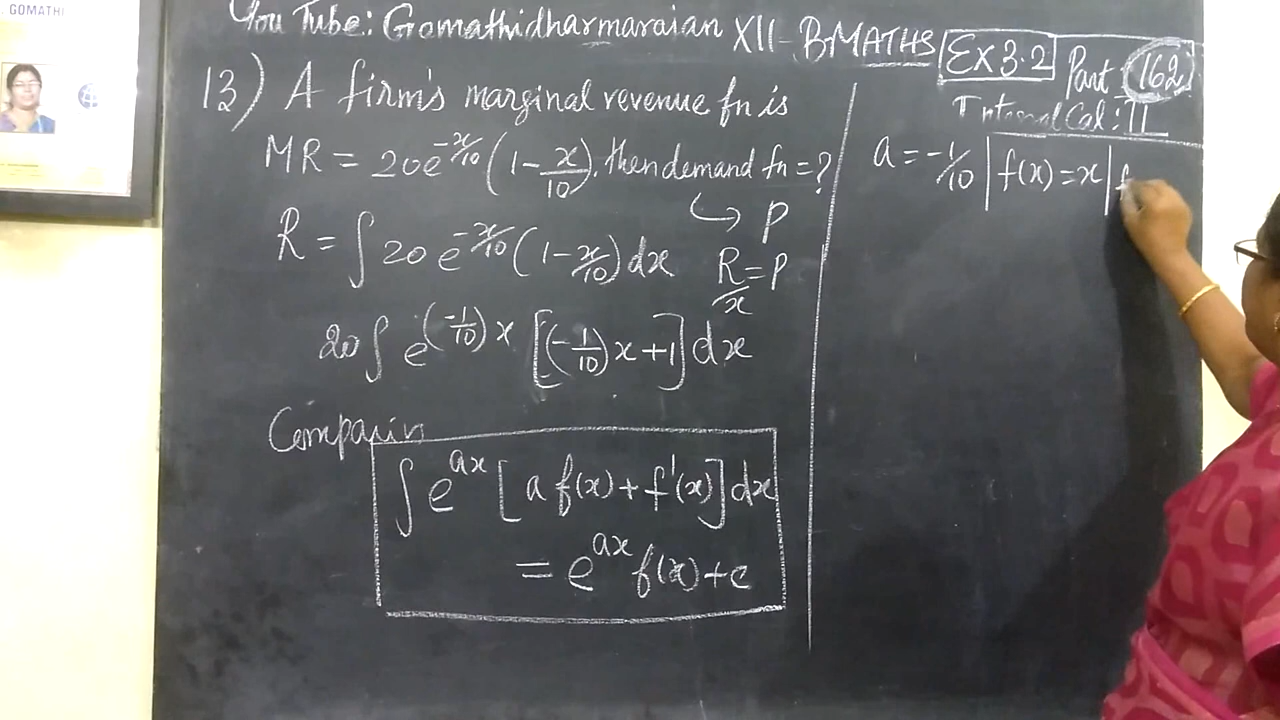 . GOMATHI
You Tube: Gomathidharmaraian XII - BMATHS Ex 3.2 Part: 162
Integral Cal: II
13) A firm's marginal revenue fn is
MR = 20e^{-x/10} (1 - x/10). then demand fn = ?
↪ P
R = ∫ 20 e^{-x/10} (1 - x/10) dx
R/x = P
20 ∫ e^{(-1/10) x} [(-1/10) x + 1] dx
Comparin
∫ e^{ax} [a f(x) + f'(x)] dx
= e^{ax} f(x) + c
a = -1/10 | f(x) = x | f